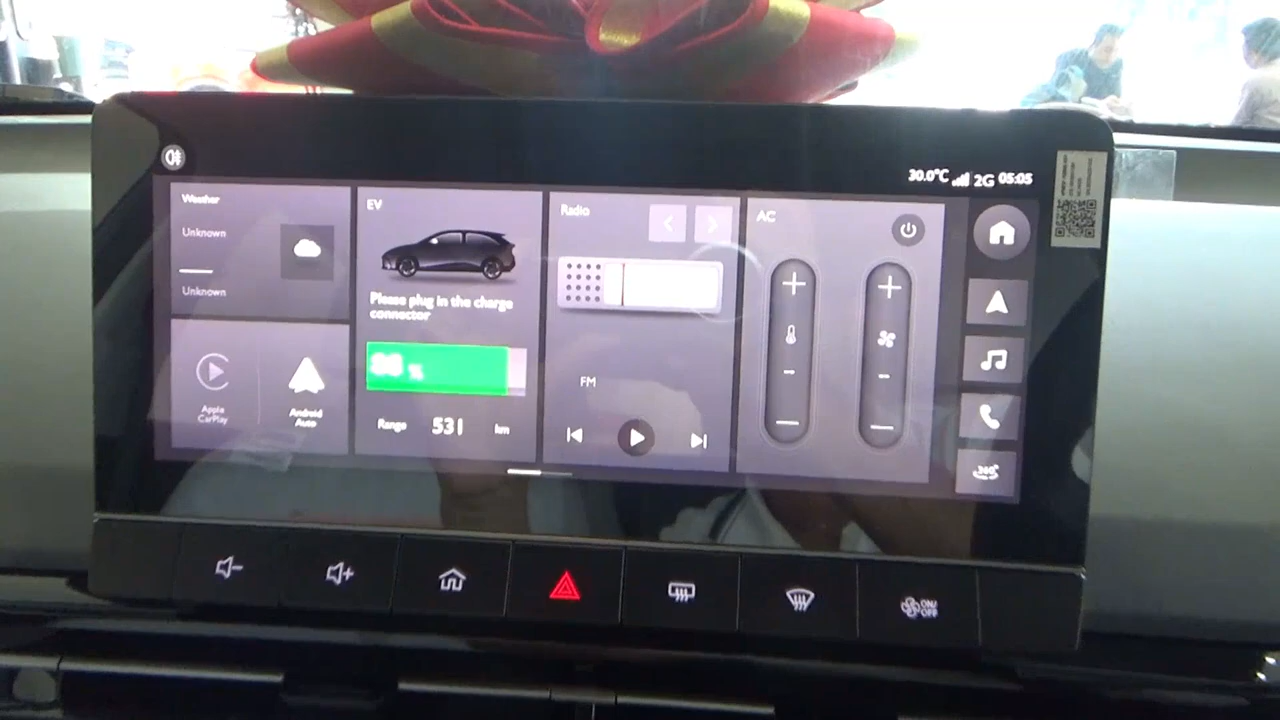 30.0°C 2G 05:05
Weather
Unknown
Unknown
EV
Please plug in the charge
connector
%
Range 531 km
Radio
FM
AC
Apple
CarPlay
Android
Auto
360°
ON/
OFF